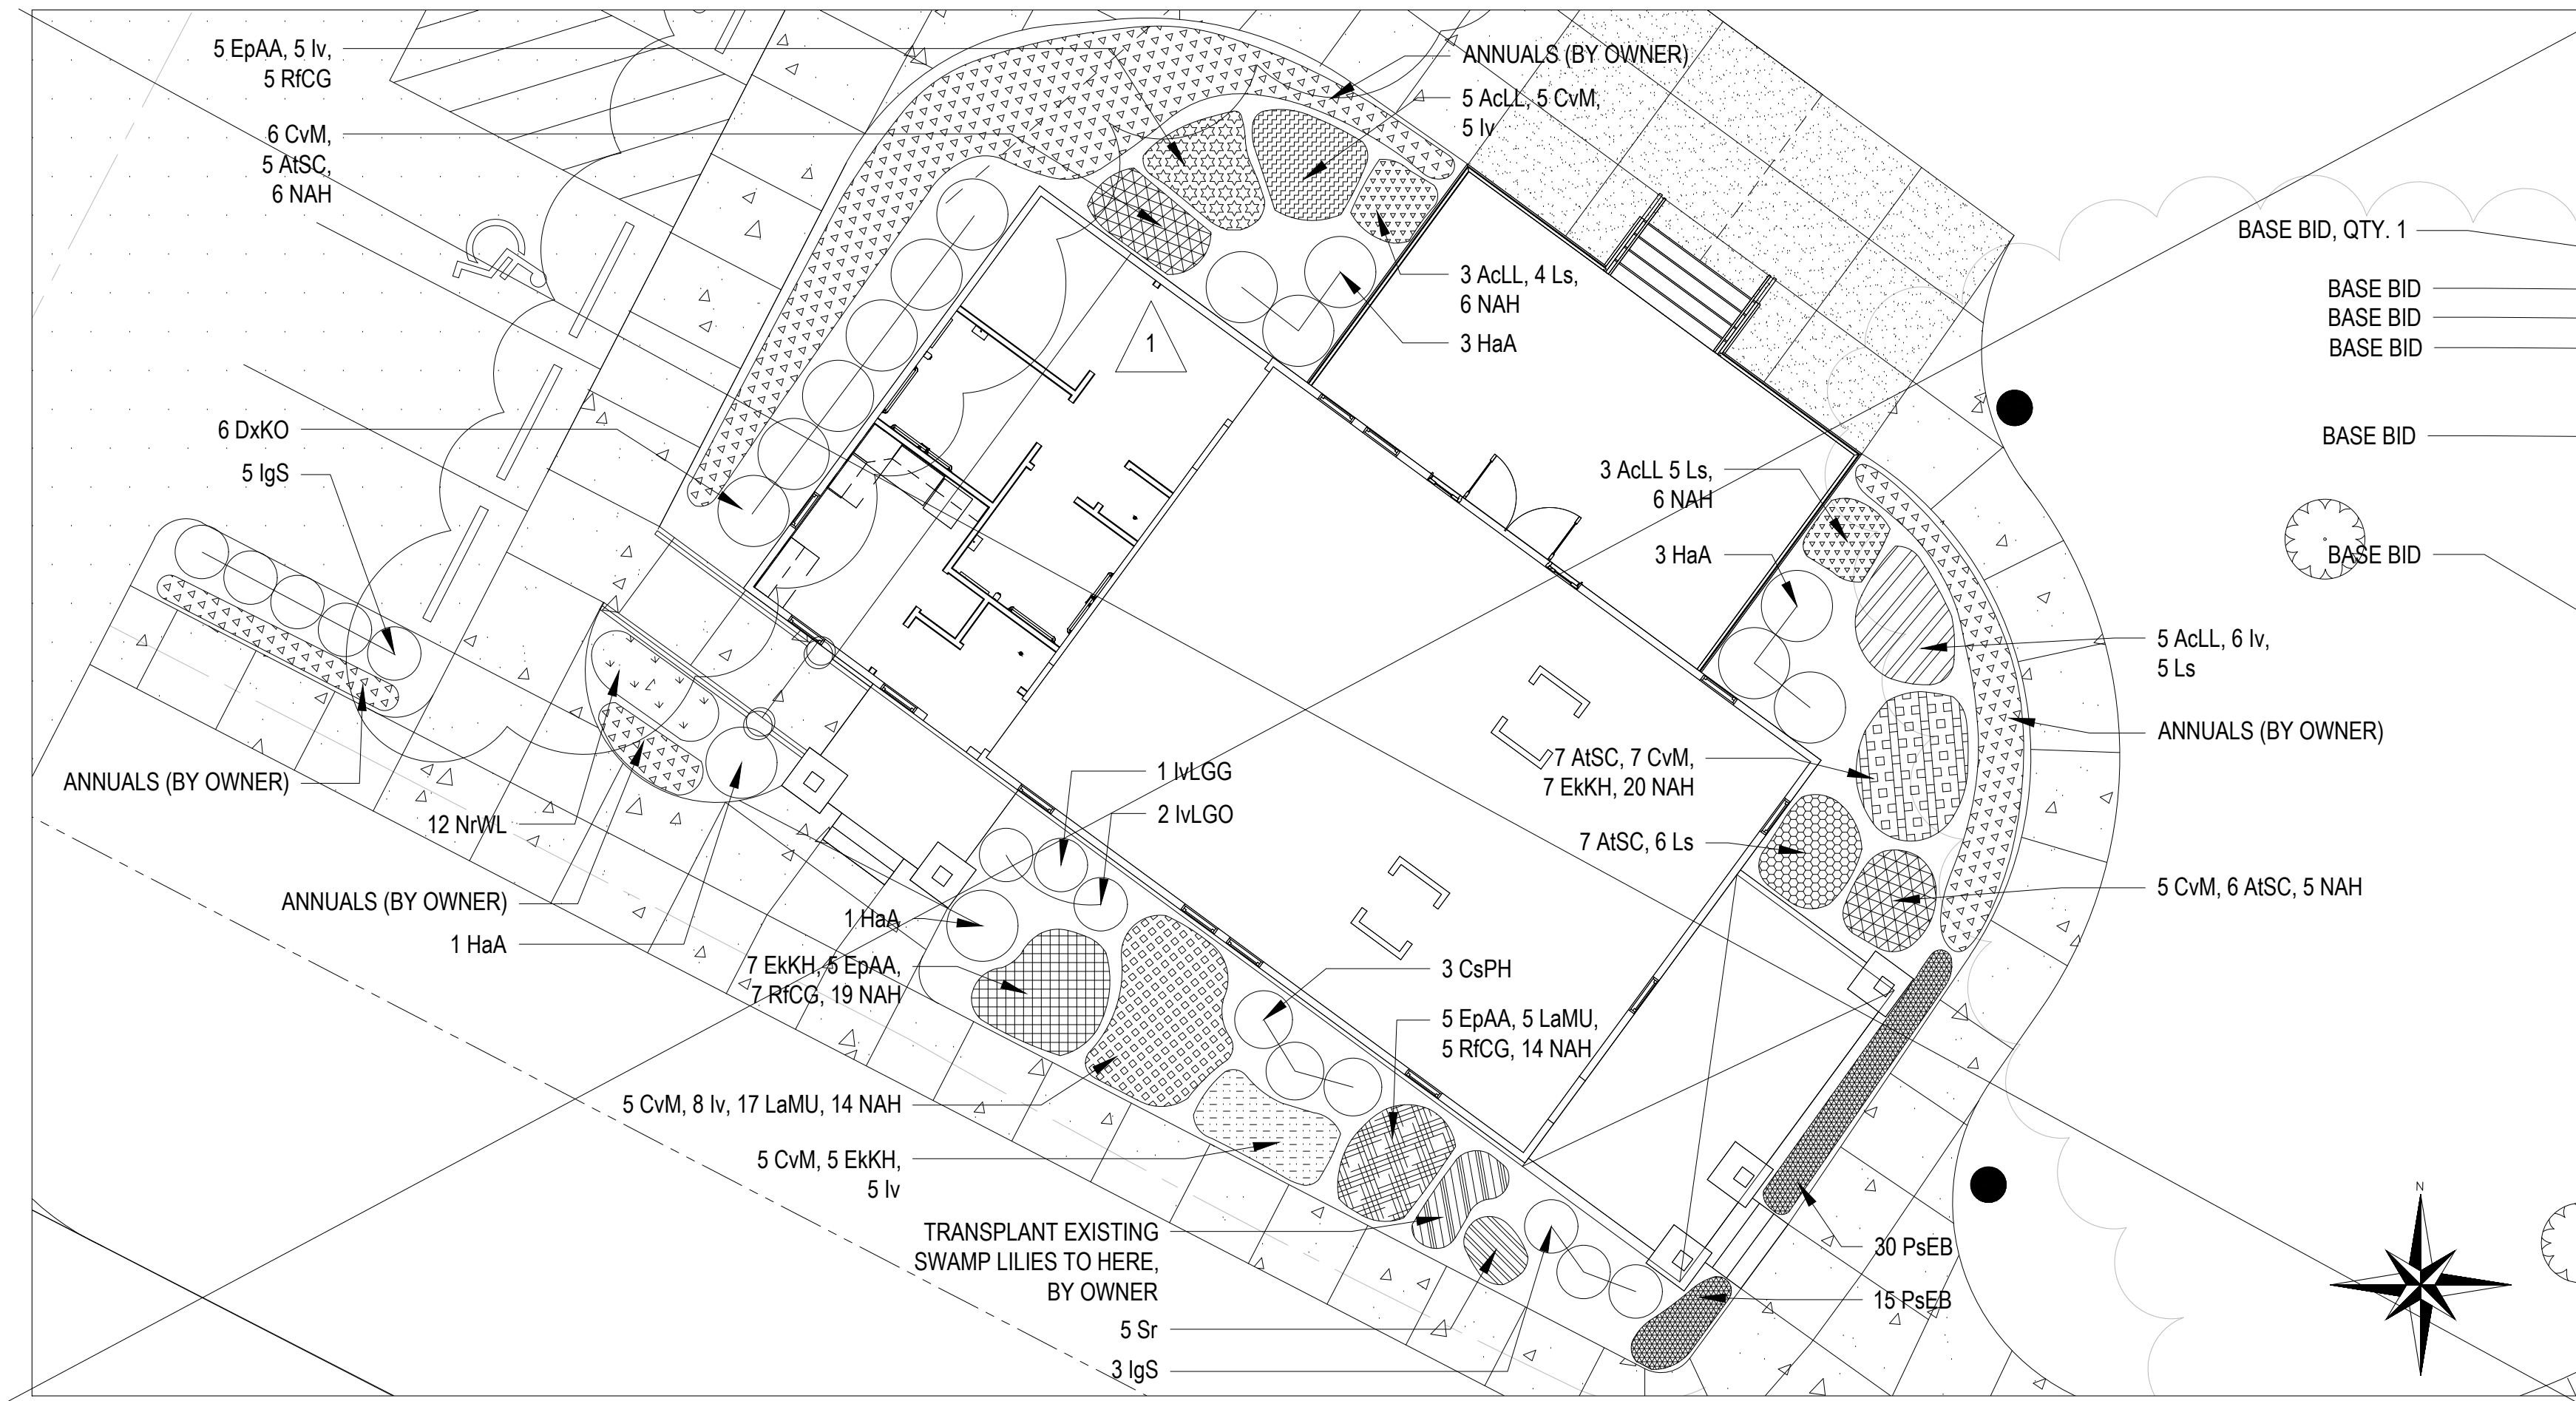 5 EpAA, 5 Iv,
5 RfCG
6 CvM,
5 AtSC,
6 NAH
6 DxKO
5 IgS
ANNUALS (BY OWNER)
12 NrWL
ANNUALS (BY OWNER)
1 HaA
ANNUALS (BY OWNER)
5 AcLL, 5 CvM,
5 Iv
3 AcLL, 4 Ls,
6 NAH
3 HaA
1
3 AcLL 5 Ls,
6 NAH
3 HaA
7 AtSC, 7 CvM,
7 EkKH, 20 NAH
7 AtSC, 6 Ls
1 IvLGG
2 IvLGO
1 HaA
7 EkKH, 5 EpAA,
7 RfCG, 19 NAH
5 CvM, 8 Iv, 17 LaMU, 14 NAH
5 CvM, 5 EkKH,
5 Iv
TRANSPLANT EXISTING
SWAMP LILIES TO HERE,
BY OWNER
5 Sr
3 IgS
3 CsPH
5 EpAA, 5 LaMU,
5 RfCG, 14 NAH
30 PsEB
15 PsEB
BASE BID, QTY. 1
BASE BID
BASE BID
BASE BID
BASE BID
BASE BID
5 AcLL, 6 Iv,
5 Ls
ANNUALS (BY OWNER)
5 CvM, 6 AtSC, 5 NAH
N